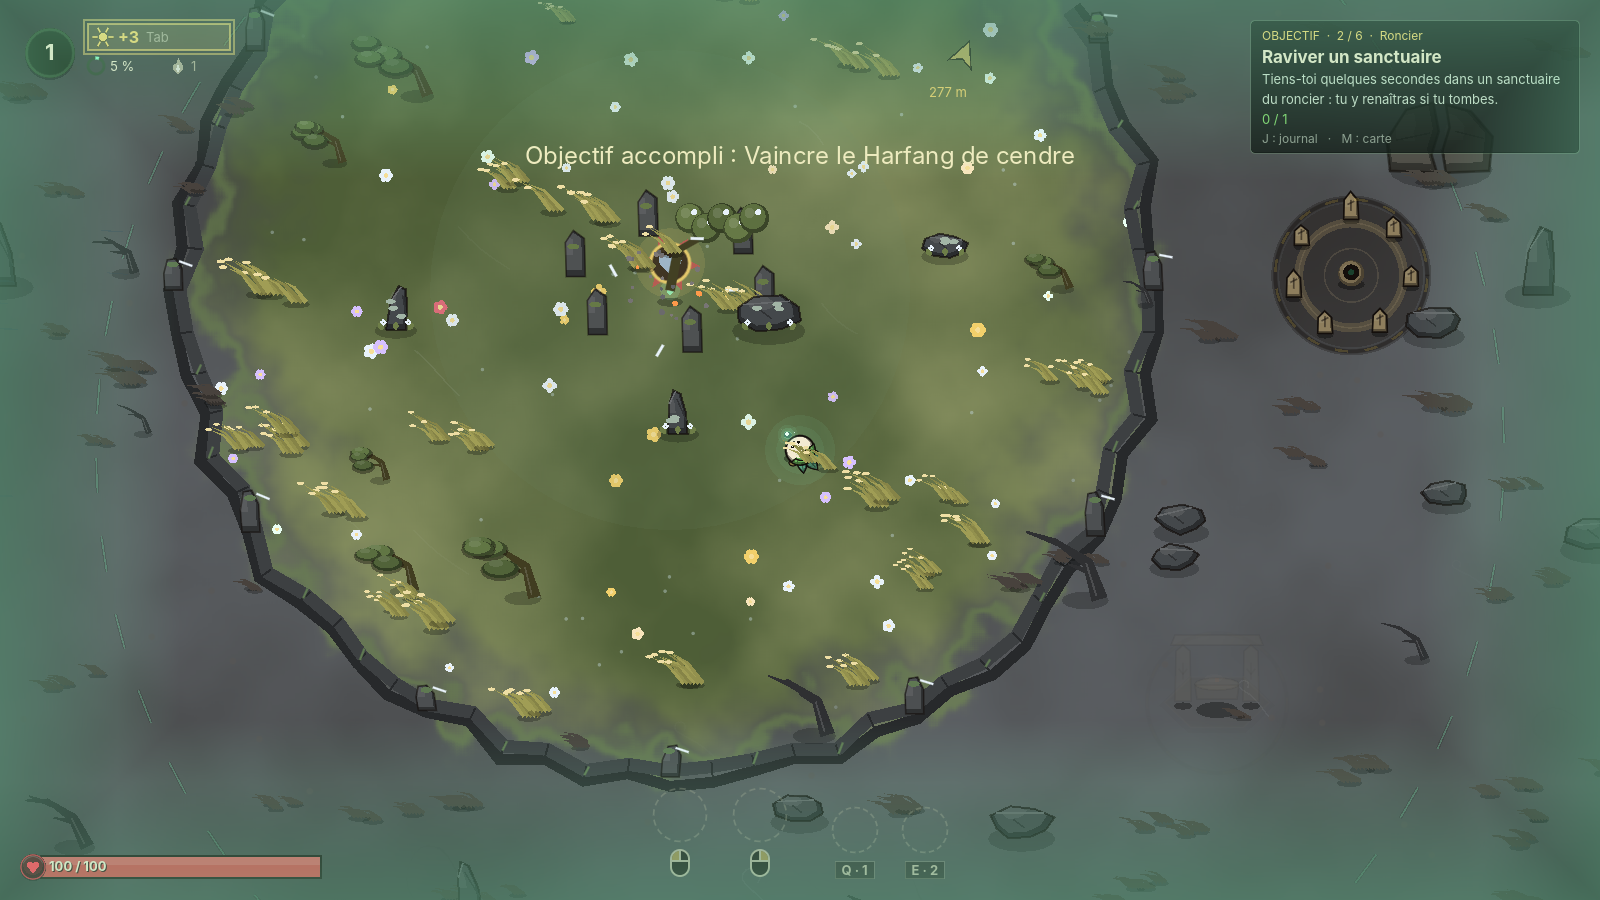 1
+3 Tab
5 %
1
277 m
OBJECTIF · 2 / 6 · Roncier
Raviver un sanctuaire
Tiens-toi quelques secondes dans un sanctuaire
du roncier : tu y renaîtras si tu tombes.
0 / 1
J : journal · M : carte
Objectif accompli : Vaincre le Harfang de cendre
100 / 100
Q · 1
E · 2